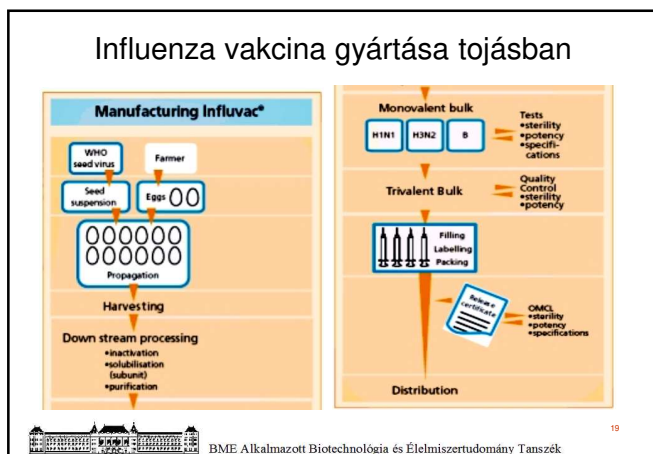 Influenza vakcina gyártása tojásban
Manufacturing Influvac®
WHO
seed virus
Farmer
Seed
suspension
Eggs
Propagation
Harvesting
Down stream processing
•inactivation
•solubilisation
(subunit)
•purification
Monovalent bulk
H1N1
H3N2
B
Tests
•sterility
•potency
•specifi-
cations
Trivalent Bulk
Quality
Control
•sterility
•potency
Filling
Labelling
Packing
Release
certificate
OMCL
•sterility
•potency
•specifications
Distribution
19
BME Alkalmazott Biotechnológia és Élelmiszertudomány Tanszék